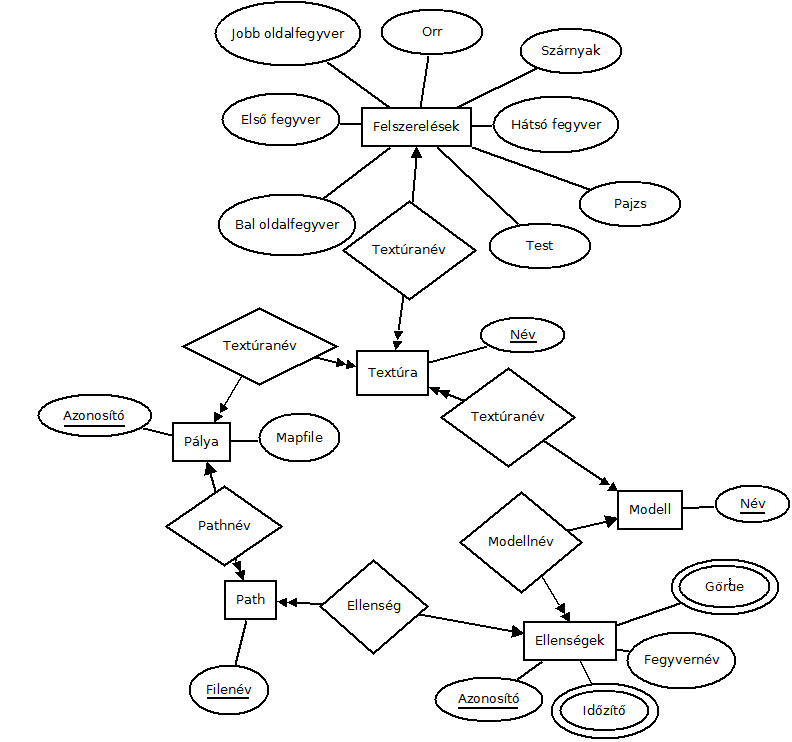 Jobb oldalfegyver
Orr
Szárnyak
Első fegyver
Felszerelések
Hátsó fegyver
Pajzs
Bal oldalfegyver
Test
Textúranév
Név
Textúranév
Textúra
Azonosító
Textúranév
Pálya
Mapfile
Név
Modell
Pathnév
Modellnév
Gőrbe
Path
Ellenség
Ellenségek
Fegyvernév
Filenév
Azonosító
Időzítő